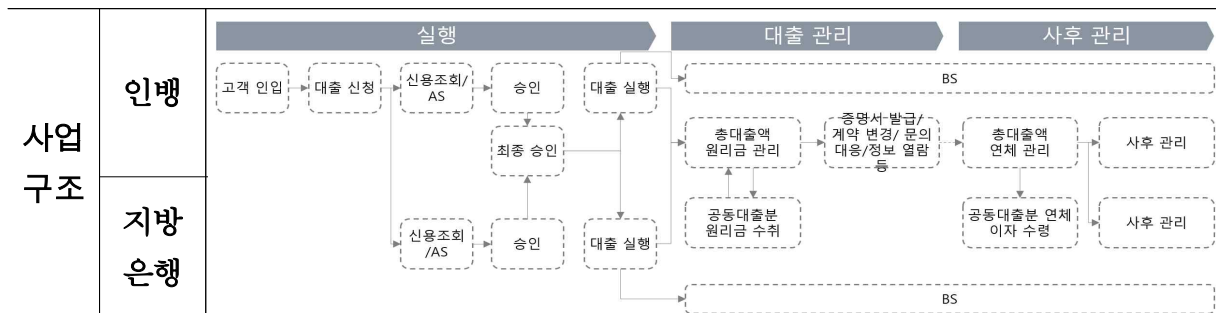 실행
대출 관리
사후 관리
사업
구조
인뱅
고객 인입
대출 신청
신용조회/
AS
승인
대출 실행
BS
최종 승인
총대출액
원리금 관리
증명서 발급/
계약 변경/ 문의
대응/정보 열람
등
총대출액
연체 관리
사후 관리
지방
은행
신용조회
/AS
승인
대출 실행
공동대출분
원리금 수취
공동대출분 연체
이자 수령
사후 관리
BS